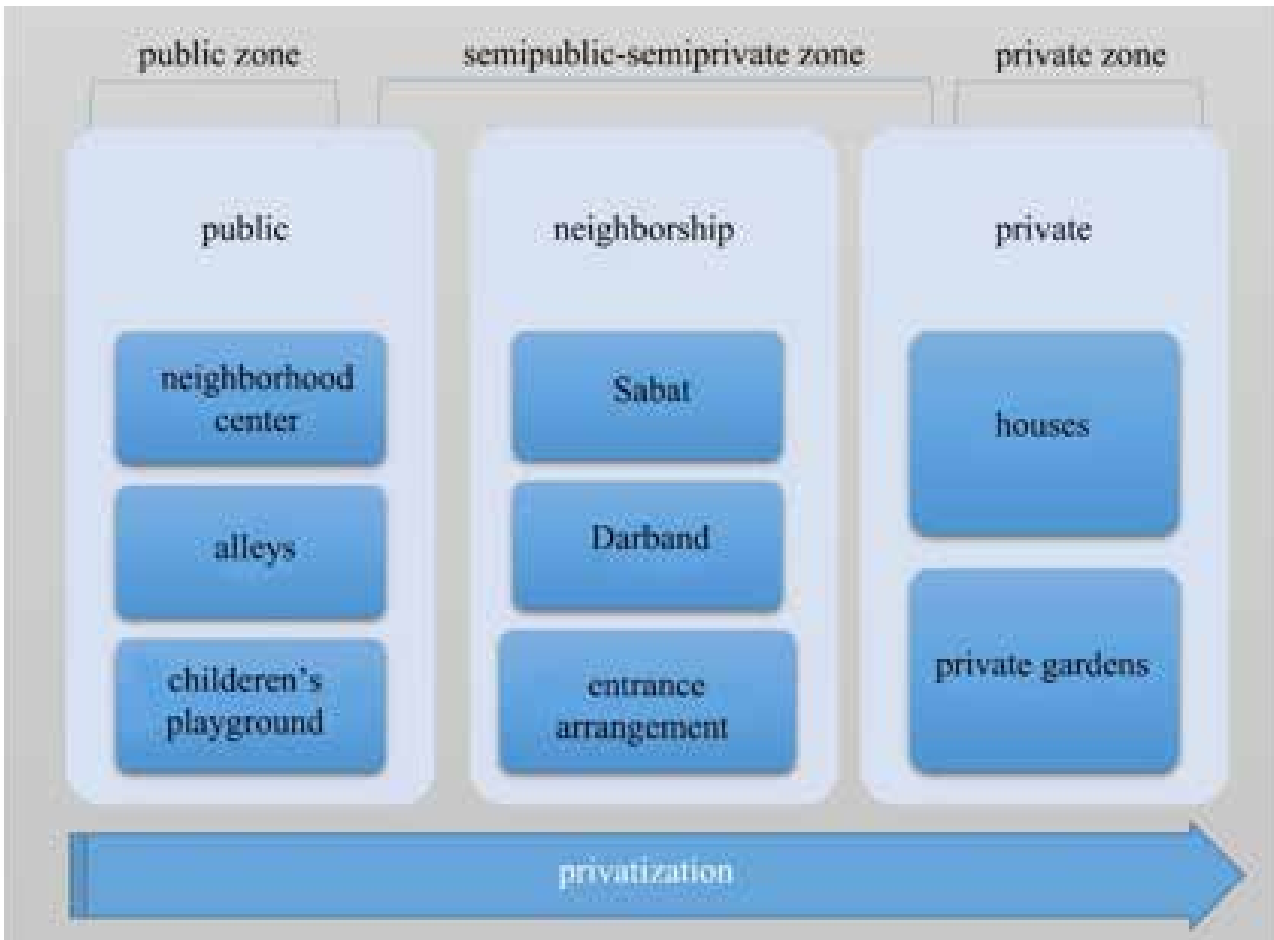 public zone
semipublic-semiprivate zone
private zone
public
neighborship
private
neighborhood
center
alleys
childeren's
playground
Sabat
Darband
entrance
arrangement
houses
private gardens
privatization